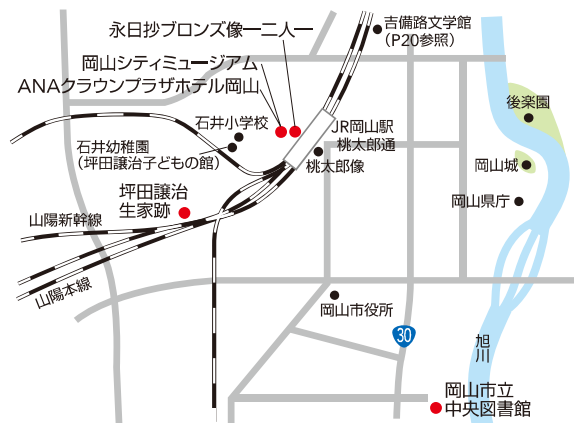 吉備路文学館
（P20参照）
永日抄ブロンズ像ー二人ー
岡山シティミュージアム
ANAクラウンプラザホテル岡山
後楽園
石井小学校
JR岡山駅
桃太郎通
石井幼稚園
（坪田譲治子どもの館）
桃太郎像
岡山城
坪田譲治
生家跡
岡山県庁
山陽新幹線
山陽本線
岡山市役所
30
旭川
岡山市立
中央図書館